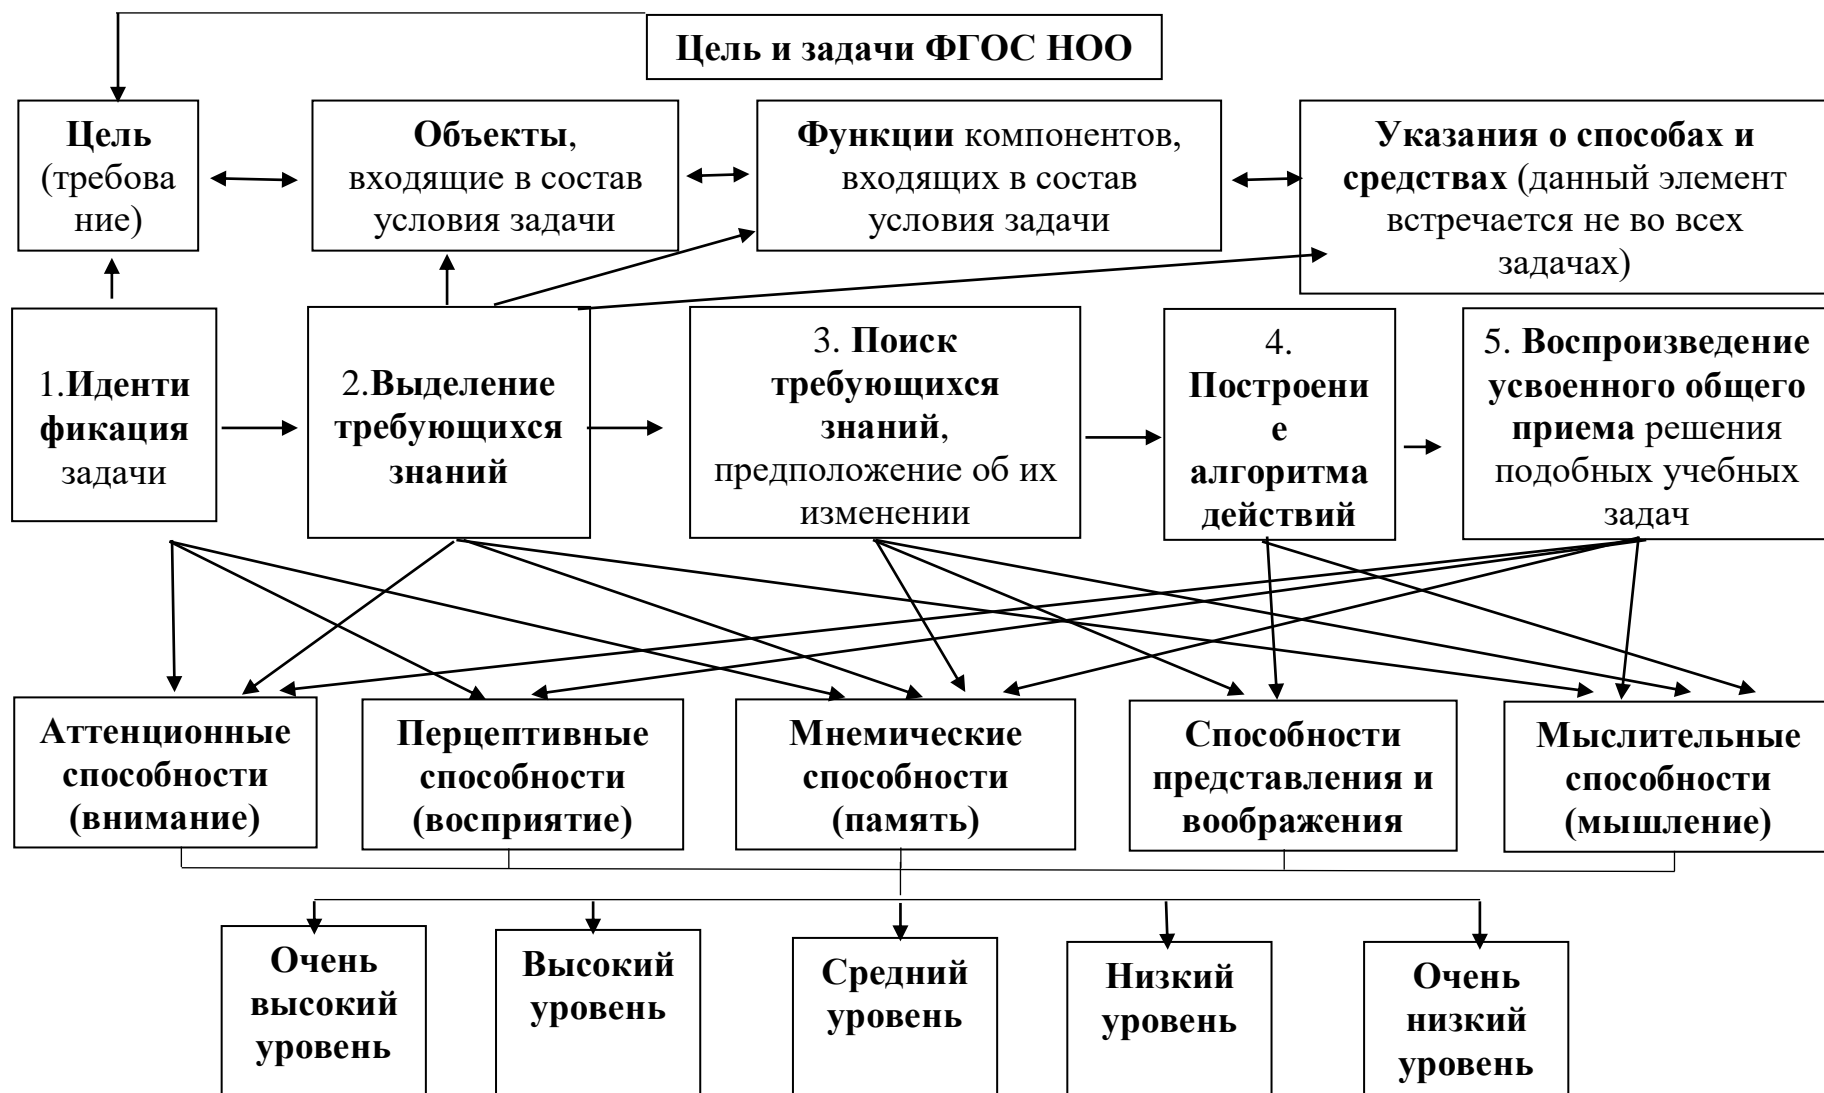 Цель и задачи ФГОС НОО
Цель
(требова
ние)
Объекты,
входящие в состав
условия задачи
Функции компонентов,
входящих в состав
условия задачи
Указания о способах и
средствах (данный элемент
встречается не во всех
задачах)
1.Иденти
фикация
задачи
2.Выделение
требующихся
знаний
3. Поиск
требующихся
знаний,
предположение об их
изменении
4.
Построени
е
алгоритма
действий
5. Воспроизведение
усвоенного общего
приема решения
подобных учебных
задач
Аттенционные
способности
(внимание)
Перцептивные
способности
(восприятие)
Мнемические
способности
(память)
Способности
представления и
воображения
Мыслительные
способности
(мышление)
Очень
высокий
уровень
Высокий
уровень
Средний
уровень
Низкий
уровень
Очень
низкий
уровень